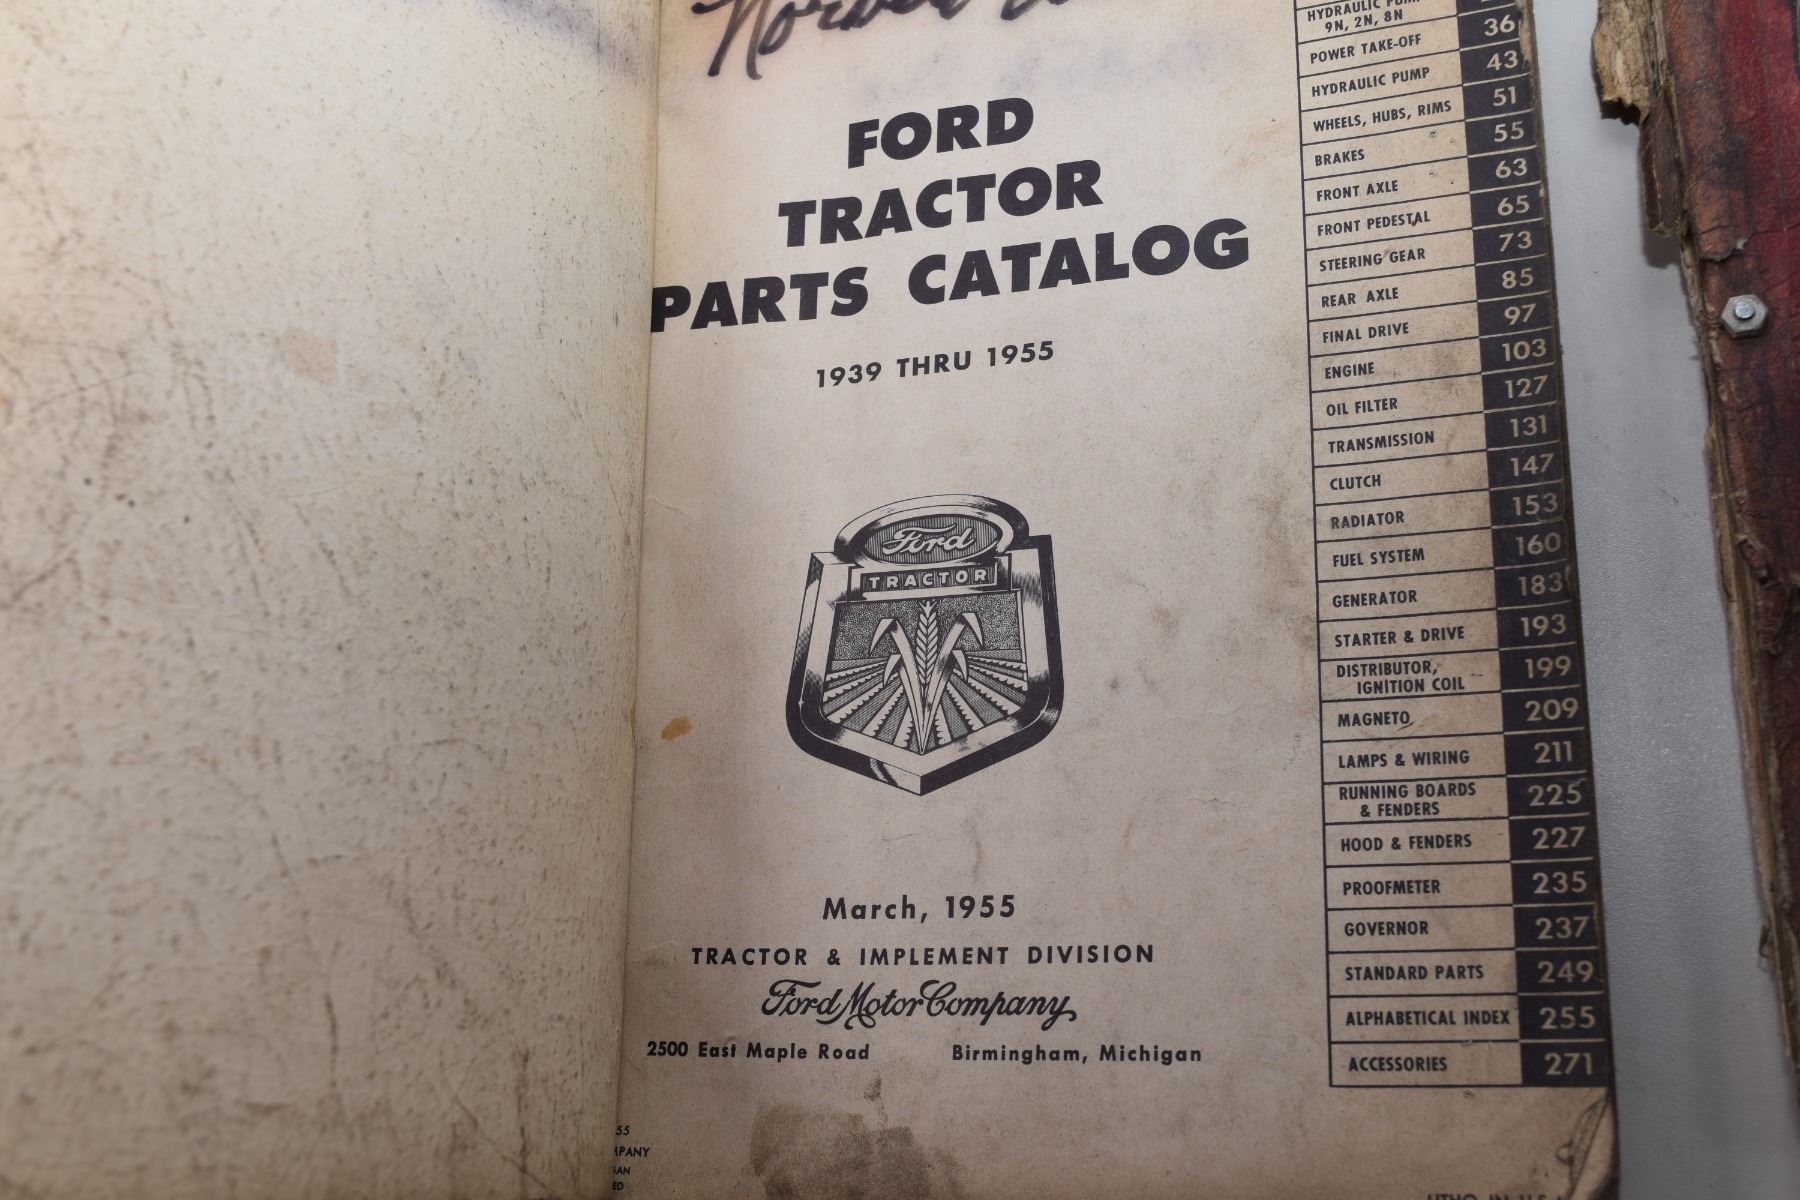 FORD
TRACTOR
PARTS CATALOG
1939 THRU 1955
Ford
TRACTOR
March, 1955
TRACTOR & IMPLEMENT DIVISION
Ford Motor Company
2500 East Maple Road Birmingham, Michigan
HYDRAULIC PUMP
9N, 2N, 8N
POWER TAKE-OFF 36
HYDRAULIC PUMP 43
WHEELS, HUBS, RIMS 51
BRAKES 55
FRONT AXLE 63
FRONT PEDESTAL 65
STEERING GEAR 73
REAR AXLE 85
FINAL DRIVE 97
ENGINE 103
OIL FILTER 127
TRANSMISSION 131
CLUTCH 147
RADIATOR 153
FUEL SYSTEM 160
GENERATOR 183
STARTER & DRIVE 193
DISTRIBUTOR,
IGNITION COIL 199
MAGNETO 209
LAMPS & WIRING 211
RUNNING BOARDS
& FENDERS 225
HOOD & FENDERS 227
PROOFMETER 235
GOVERNOR 237
STANDARD PARTS 249
ALPHABETICAL INDEX 255
ACCESSORIES 271